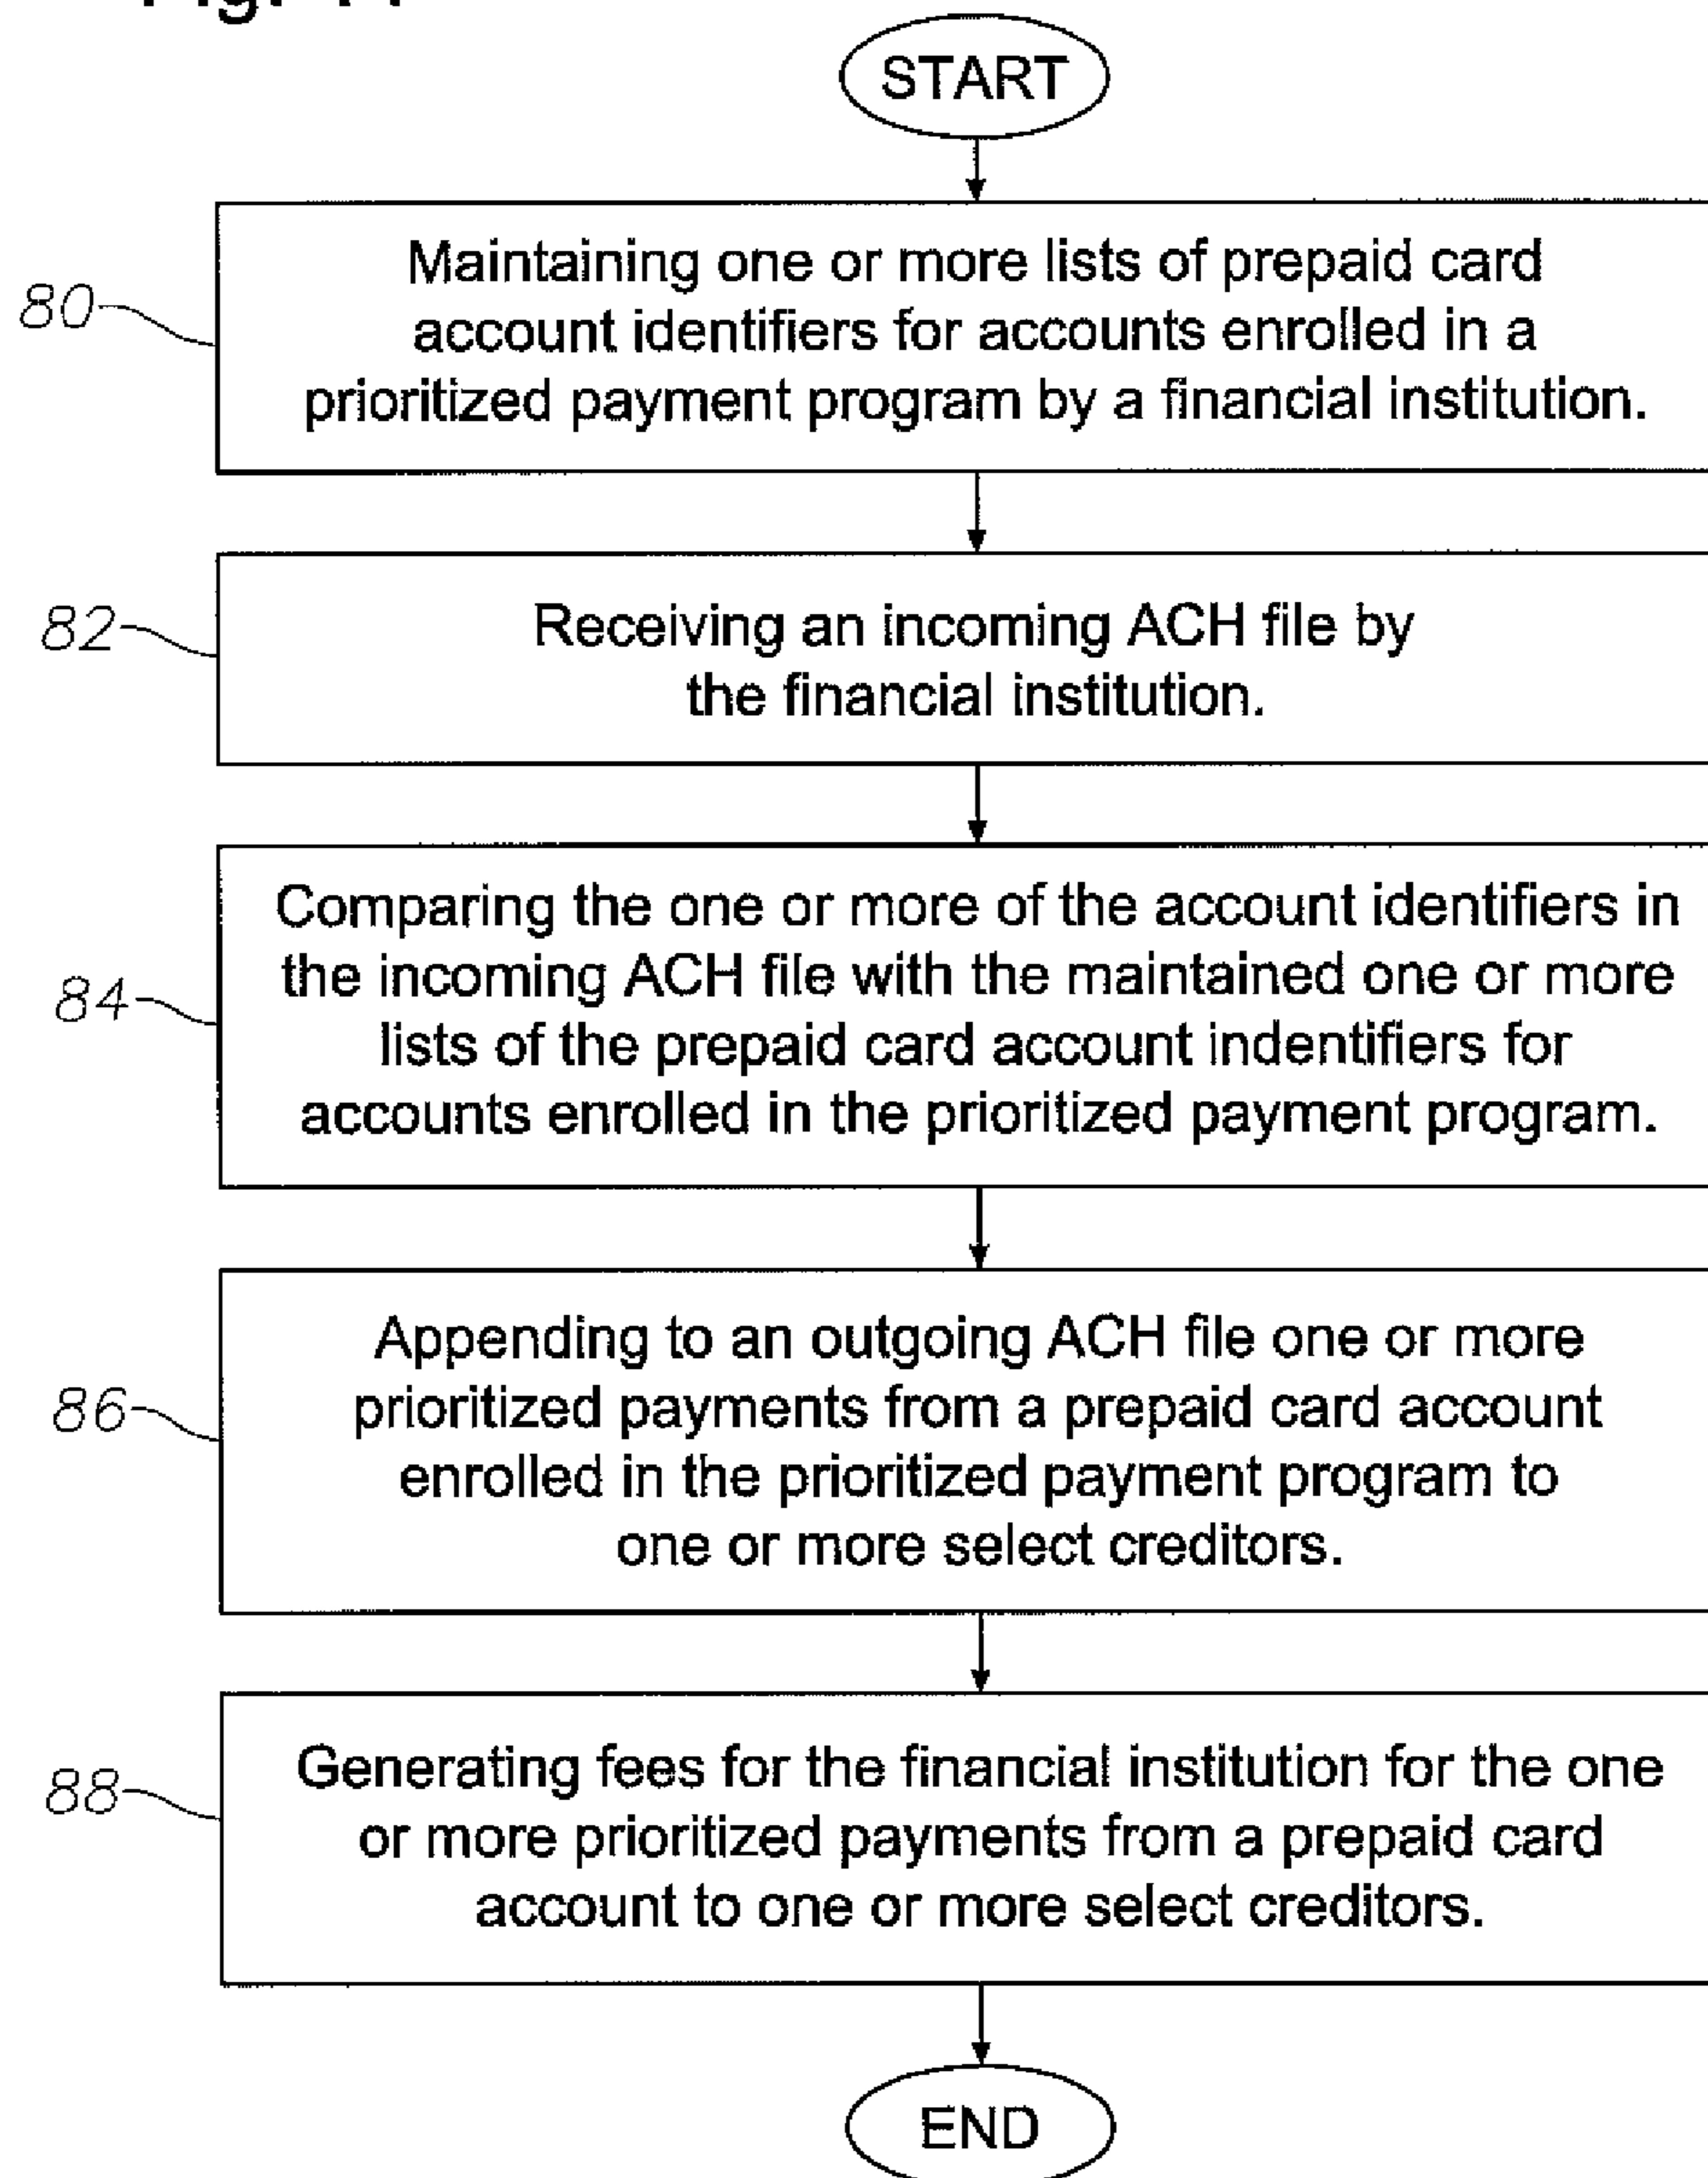 START
80
Maintaining one or more lists of prepaid card
account identifiers for accounts enrolled in a
prioritized payment program by a financial institution.
82
Receiving an incoming ACH file by
the financial institution.
84
Comparing the one or more of the account identifiers in
the incoming ACH file with the maintained one or more
lists of the prepaid card account indentifiers for
accounts enrolled in the prioritized payment program.
86
Appending to an outgoing ACH file one or more
prioritized payments from a prepaid card account
enrolled in the prioritized payment program to
one or more select creditors.
88
Generating fees for the financial institution for the one
or more prioritized payments from a prepaid card
account to one or more select creditors.
END